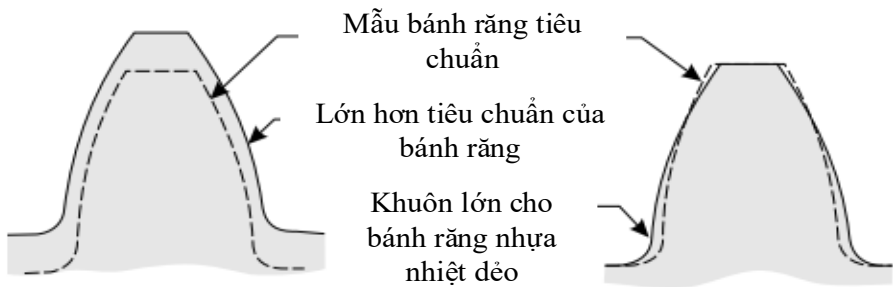 Mẫu bánh răng tiêu
chuẩn
Lớn hơn tiêu chuẩn của
bánh răng
Khuôn lớn cho
bánh răng nhựa
nhiệt dẻo